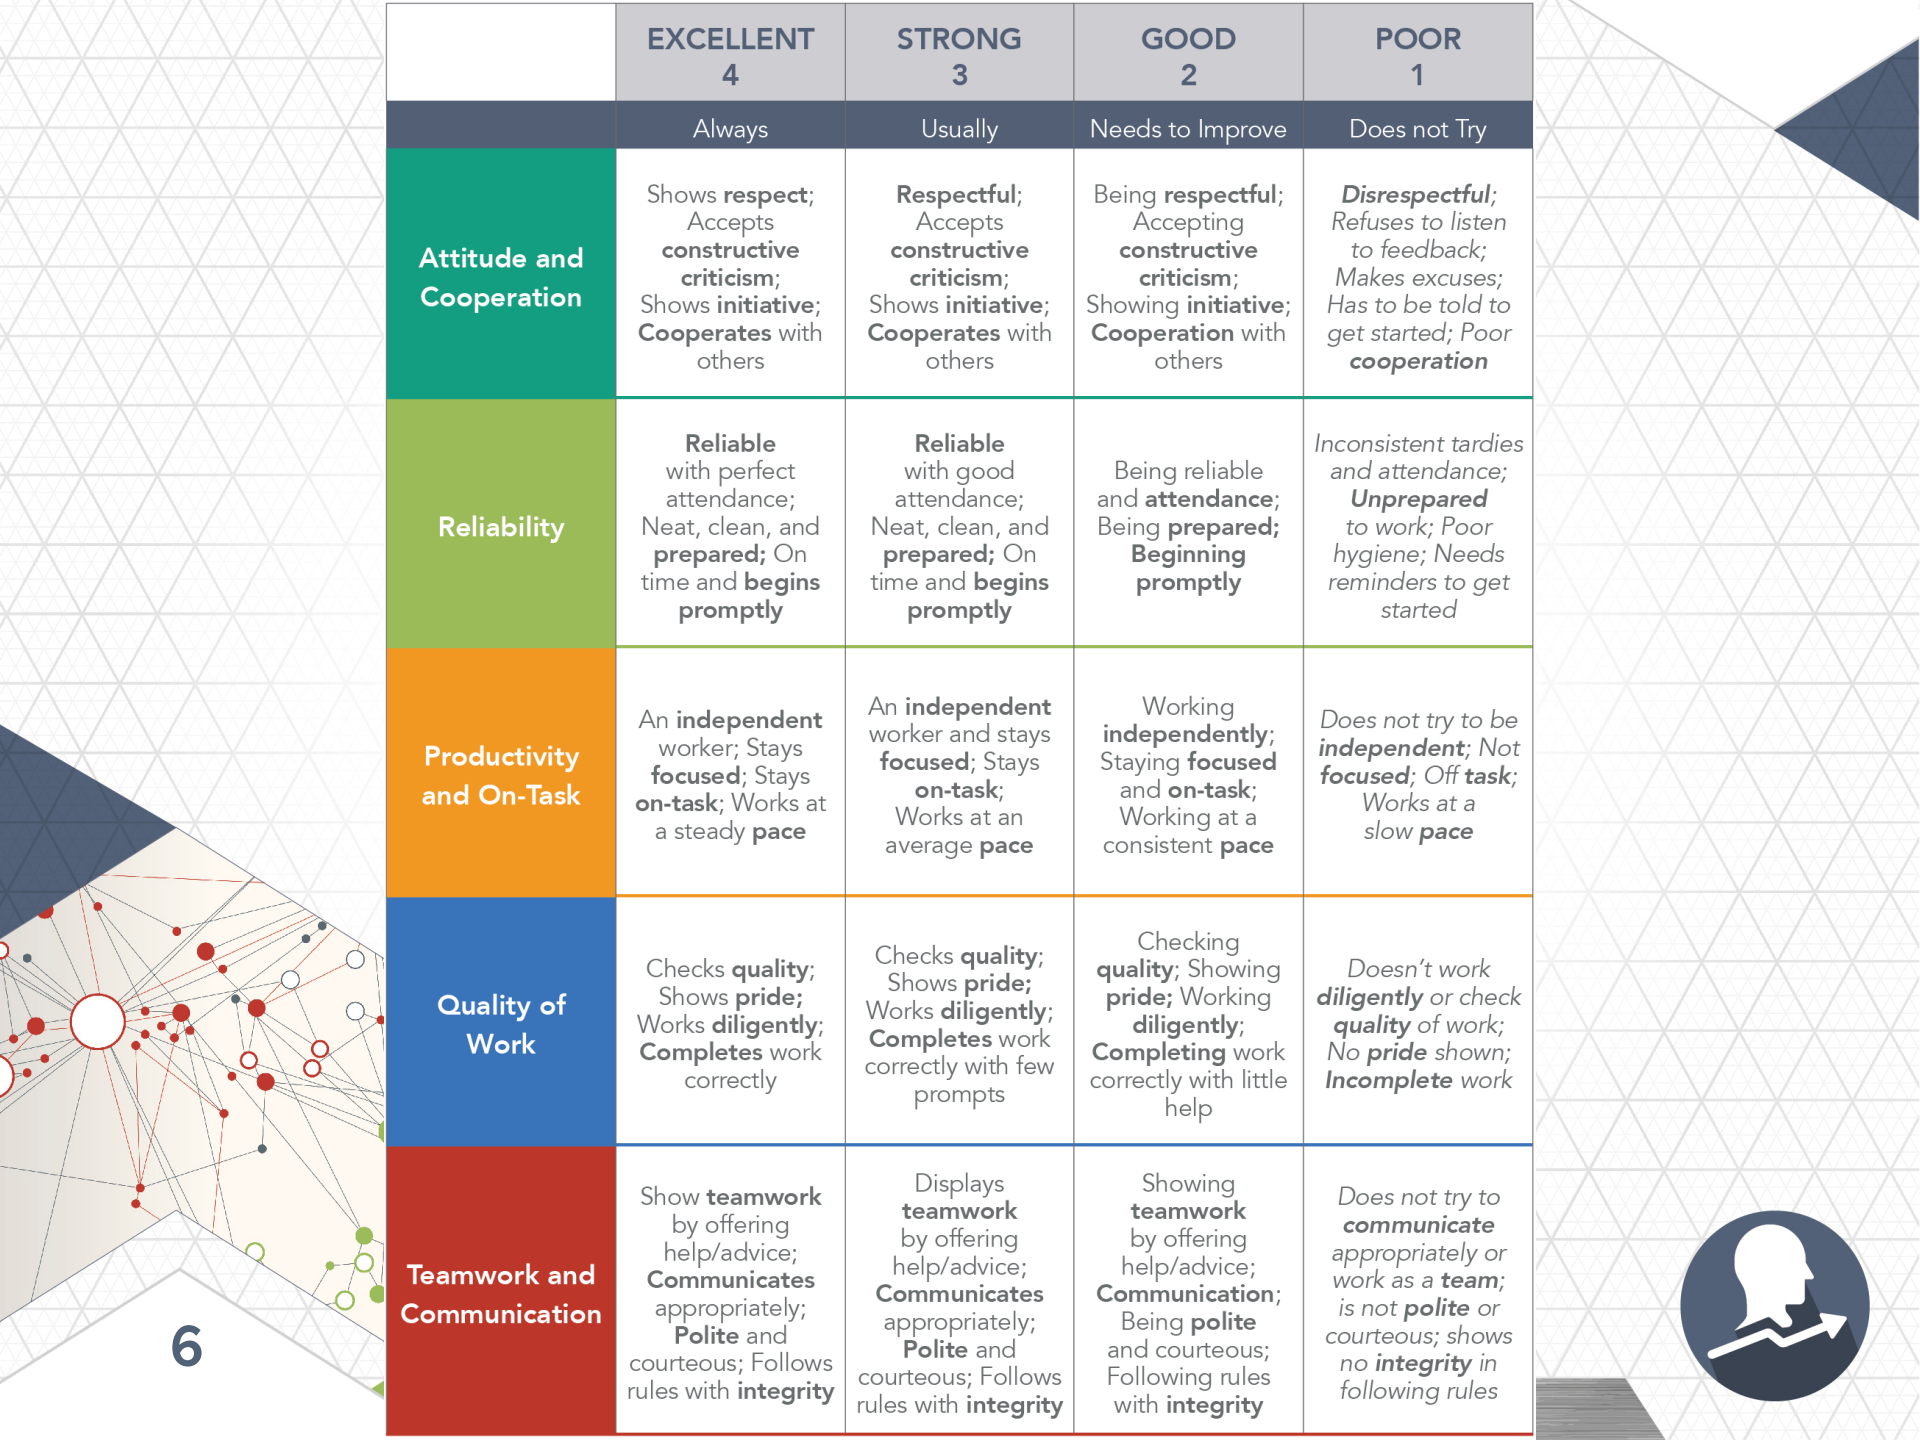 EXCELLENT
4
STRONG
3
GOOD
2
POOR
1
Always
Usually
Needs to Improve
Does not Try
Attitude and
Cooperation
Shows respect;
Accepts
constructive
criticism;
Shows initiative;
Cooperates with
others
Respectful;
Accepts
constructive
criticism;
Shows initiative;
Cooperates with
others
Being respectful;
Accepting
constructive
criticism;
Showing initiative;
Cooperation with
others
Disrespectful;
Refuses to listen
to feedback;
Makes excuses;
Has to be told to
get started; Poor
cooperation
Reliability
Reliable
with perfect
attendance;
Neat, clean, and
prepared; On
time and begins
promptly
Reliable
with good
attendance;
Neat, clean, and
prepared; On
time and begins
promptly
Being reliable
and attendance;
Being prepared;
Beginning
promptly
Inconsistent tardies
and attendance;
Unprepared
to work; Poor
hygiene; Needs
reminders to get
started
Productivity
and On-Task
An independent
worker; Stays
focused; Stays
on-task; Works at
a steady pace
An independent
worker and stays
focused; Stays
on-task;
Works at an
average pace
Working
independently;
Staying focused
and on-task;
Working at a
consistent pace
Does not try to be
independent; Not
focused; Off task;
Works at a
slow pace
Quality of
Work
Checks quality;
Shows pride;
Works diligently;
Completes work
correctly
Checks quality;
Shows pride;
Works diligently;
Completes work
correctly with few
prompts
Checking
quality; Showing
pride; Working
diligently;
Completing work
correctly with little
help
Doesn’t work
diligently or check
quality of work;
No pride shown;
Incomplete work
Teamwork and
Communication
Show teamwork
by offering
help/advice;
Communicates
appropriately;
Polite and
courteous; Follows
rules with integrity
Displays
teamwork
by offering
help/advice;
Communicates
appropriately;
Polite and
courteous; Follows
rules with integrity
Showing
teamwork
by offering
help/advice;
Communication;
Being polite
and courteous;
Following rules
with integrity
Does not try to
communicate
appropriately or
work as a team;
is not polite or
courteous; shows
no integrity in
following rules
6